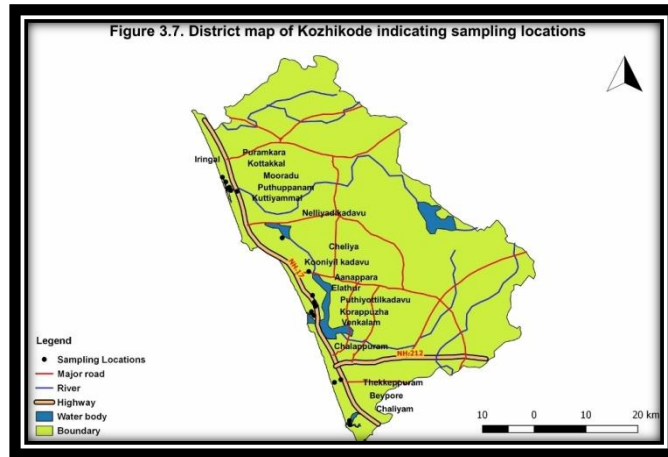 Figure 3.7. District map of Kozhikode indicating sampling locations
Iringal
Puramkara
Kottakkal
Mooradu
Puthuppanam
Kuttiyammal
Nelliyadikadavu
Cheliya
Kooniyil kadavu
NH-17
Aanappara
Elathur
Puthiyottilkadavu
Korappuzha
Venkalam
Chalappuram
NH-212
Thekkeppuram
Beypore
Chaliyam
Legend
Sampling Locations
Major road
River
Highway
Water body
Boundary
10 0 10 20 km